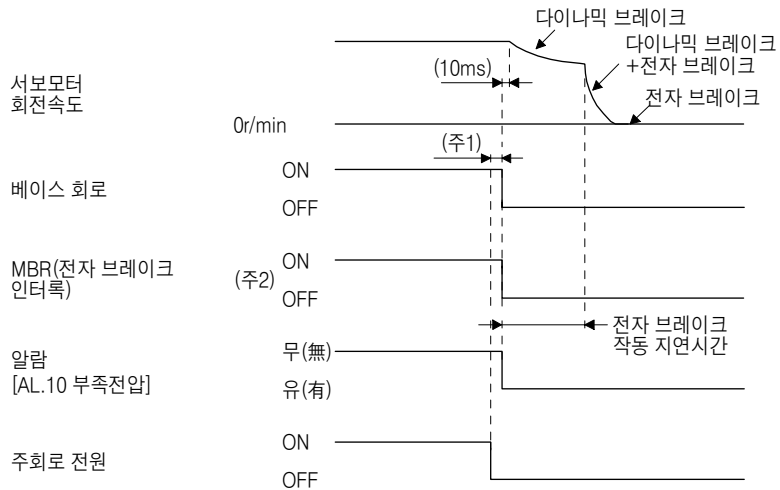 다이나믹 브레이크
다이나믹 브레이크
+전자 브레이크
(10ms)
전자 브레이크
서보모터
회전속도
0r/min
(주1)
ON
베이스 회로
OFF
MBR(전자 브레이크
인터록)
(주2)
ON
OFF
전자 브레이크
작동 지연시간
알람
[AL.10 부족전압]
무(無)
유(有)
ON
주회로 전원
OFF